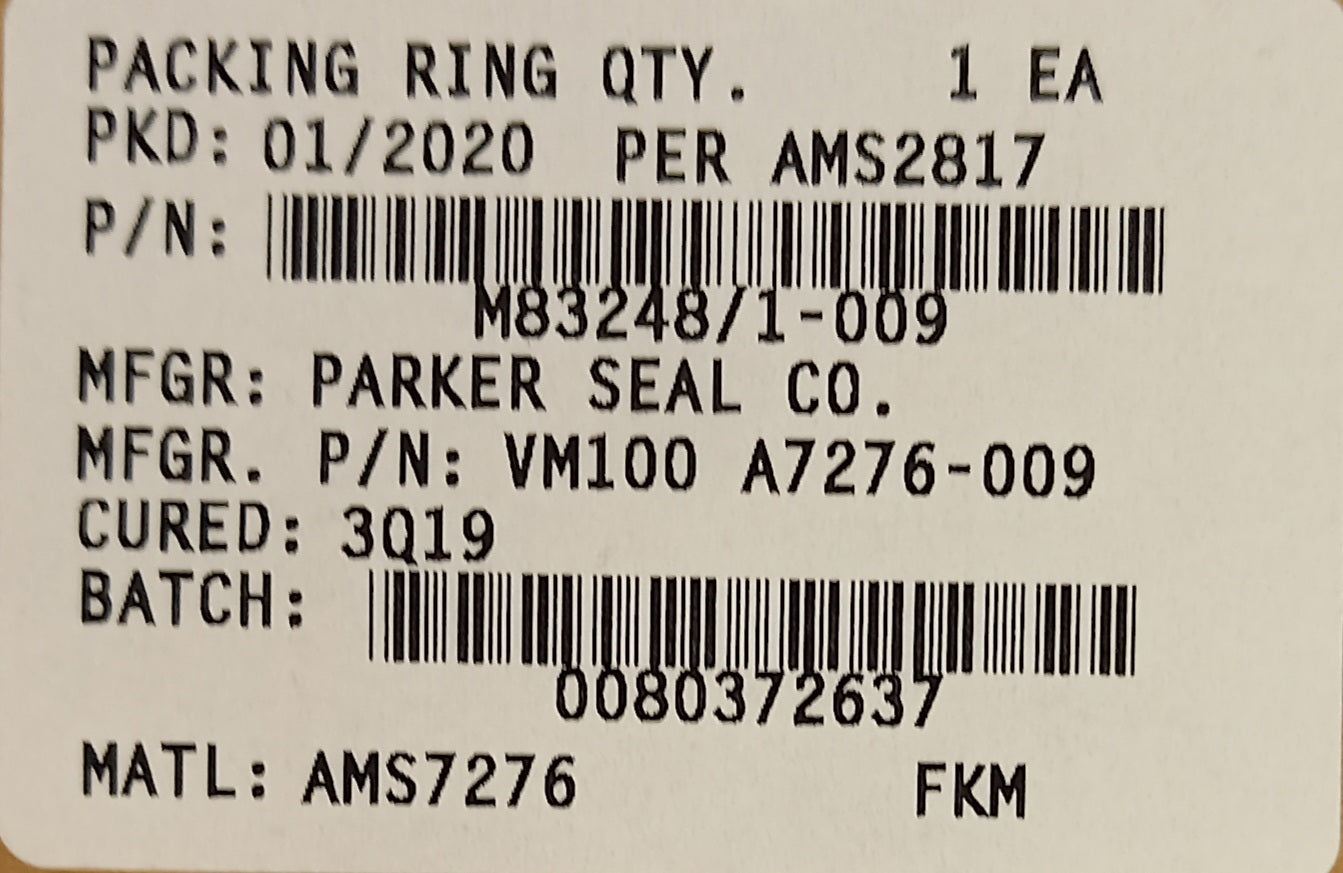 PACKING RING QTY. 1 EA
PKD: 01/2020 PER AMS2817
P/N:
M83248/1-009
MFGR: PARKER SEAL CO.
MFGR. P/N: VM100 A7276-009
CURED: 3Q19
BATCH:
0080372637
MATL: AMS7276 FKM